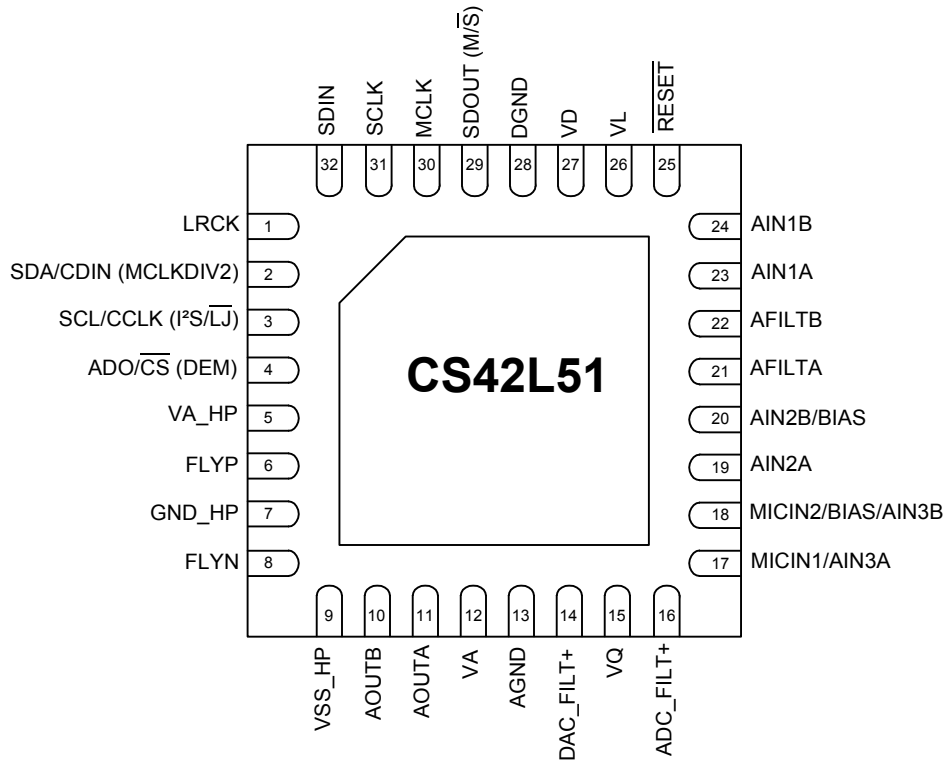 SDIN
SCLK
MCLK
SDOUT (M/S̅)
DGND
VD
VL
R̅E̅S̅E̅T̅
32
31
30
29
28
27
26
25
LRCK 1
SDA/CDIN (MCLKDIV2) 2
SCL/CCLK (I²S/L̅J̅) 3
ADO/C̅S̅ (DEM) 4
VA_HP 5
FLYP 6
GND_HP 7
FLYN 8
CS42L51
24 AIN1B
23 AIN1A
22 AFILTB
21 AFILTA
20 AIN2B/BIAS
19 AIN2A
18 MICIN2/BIAS/AIN3B
17 MICIN1/AIN3A
9
10
11
12
13
14
15
16
VSS_HP
AOUTB
AOUTA
VA
AGND
DAC_FILT+
VQ
ADC_FILT+